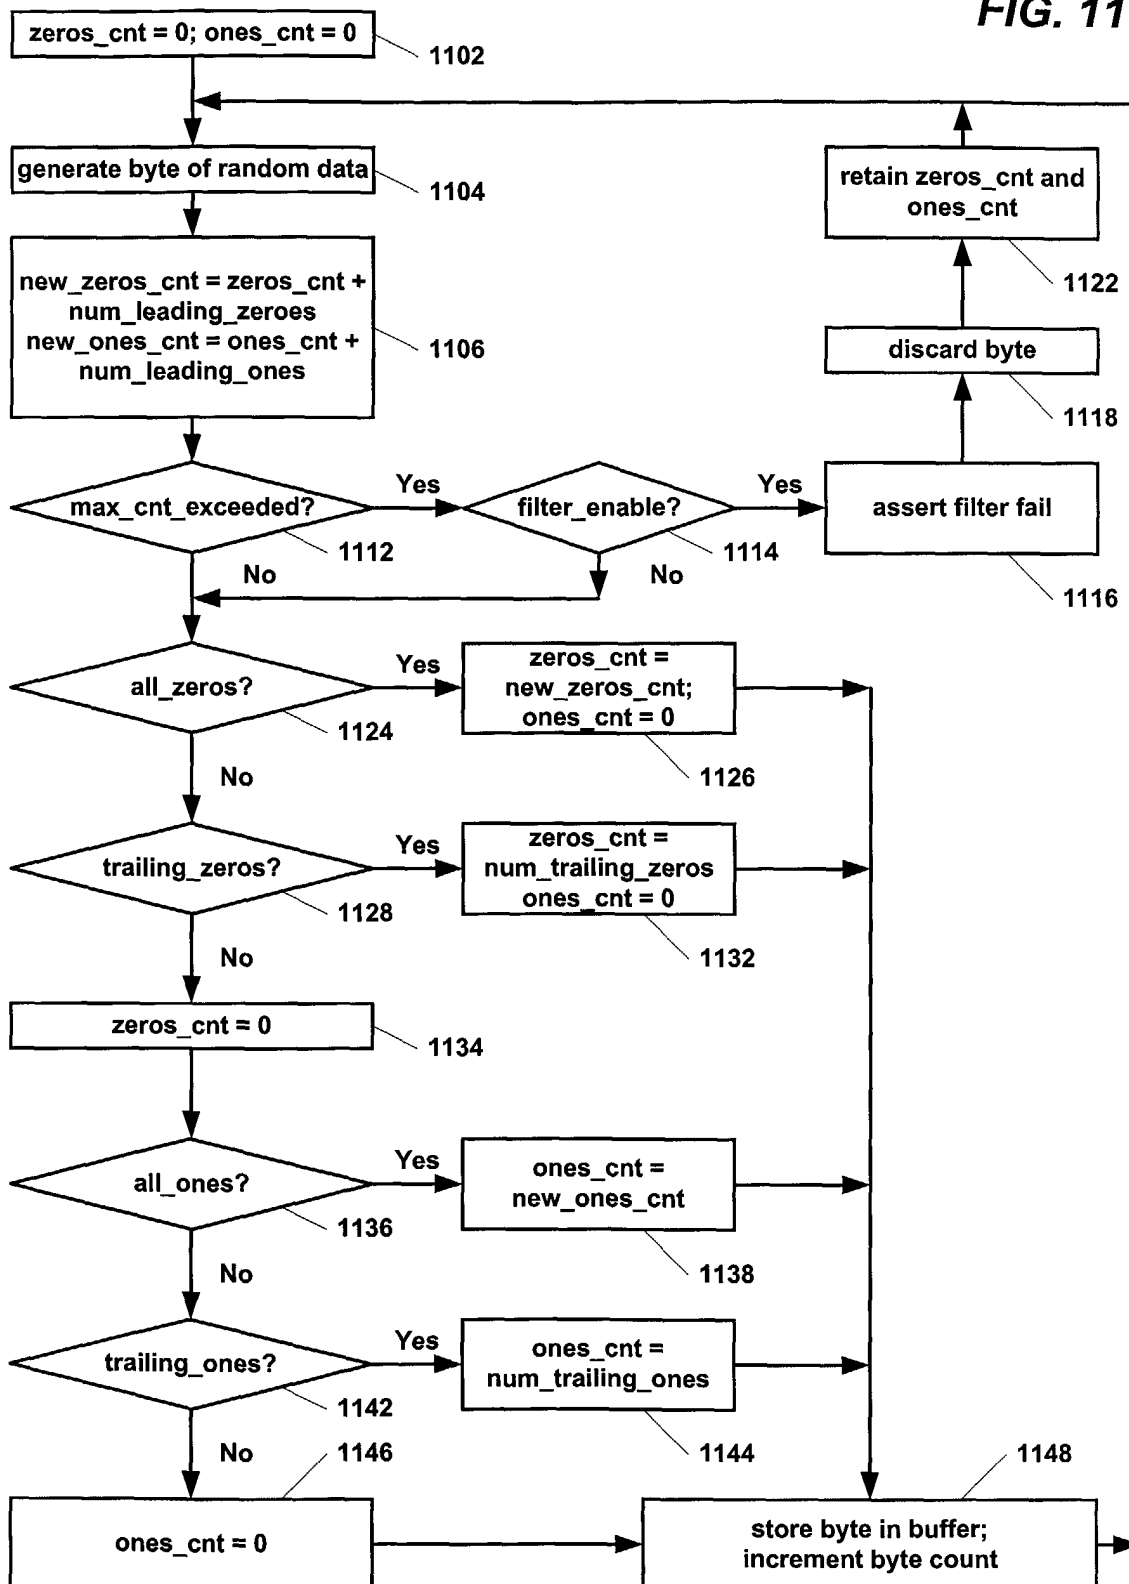 FIG. 11
zeros_cnt = 0; ones_cnt = 0
1102
generate byte of random data
1104
retain zeros_cnt and
ones_cnt
1122
new_zeros_cnt = zeros_cnt +
num_leading_zeroes
new_ones_cnt = ones_cnt +
num_leading_ones
1106
discard byte
1118
max_cnt_exceeded?
Yes
1112
No
filter_enable?
Yes
1114
No
assert filter fail
1116
all_zeros?
Yes
1124
No
zeros_cnt =
new_zeros_cnt;
ones_cnt = 0
1126
trailing_zeros?
Yes
1128
No
zeros_cnt =
num_trailing_zeros
ones_cnt = 0
1132
zeros_cnt = 0
1134
all_ones?
Yes
1136
No
ones_cnt =
new_ones_cnt
1138
trailing_ones?
Yes
1142
No
ones_cnt =
num_trailing_ones
1144
1146
ones_cnt = 0
1148
store byte in buffer;
increment byte count